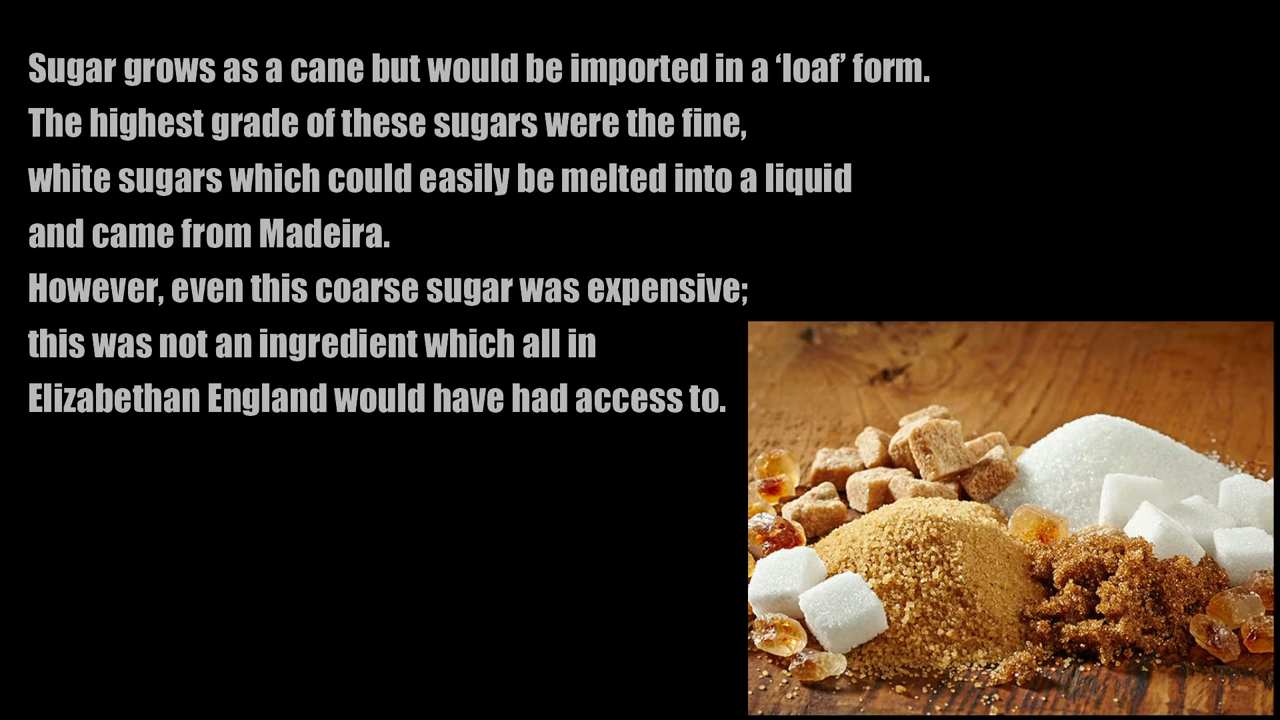 Sugar grows as a cane but would be imported in a ‘loaf’ form.
The highest grade of these sugars were the fine,
white sugars which could easily be melted into a liquid
and came from Madeira.
However, even this coarse sugar was expensive;
this was not an ingredient which all in
Elizabethan England would have had access to.